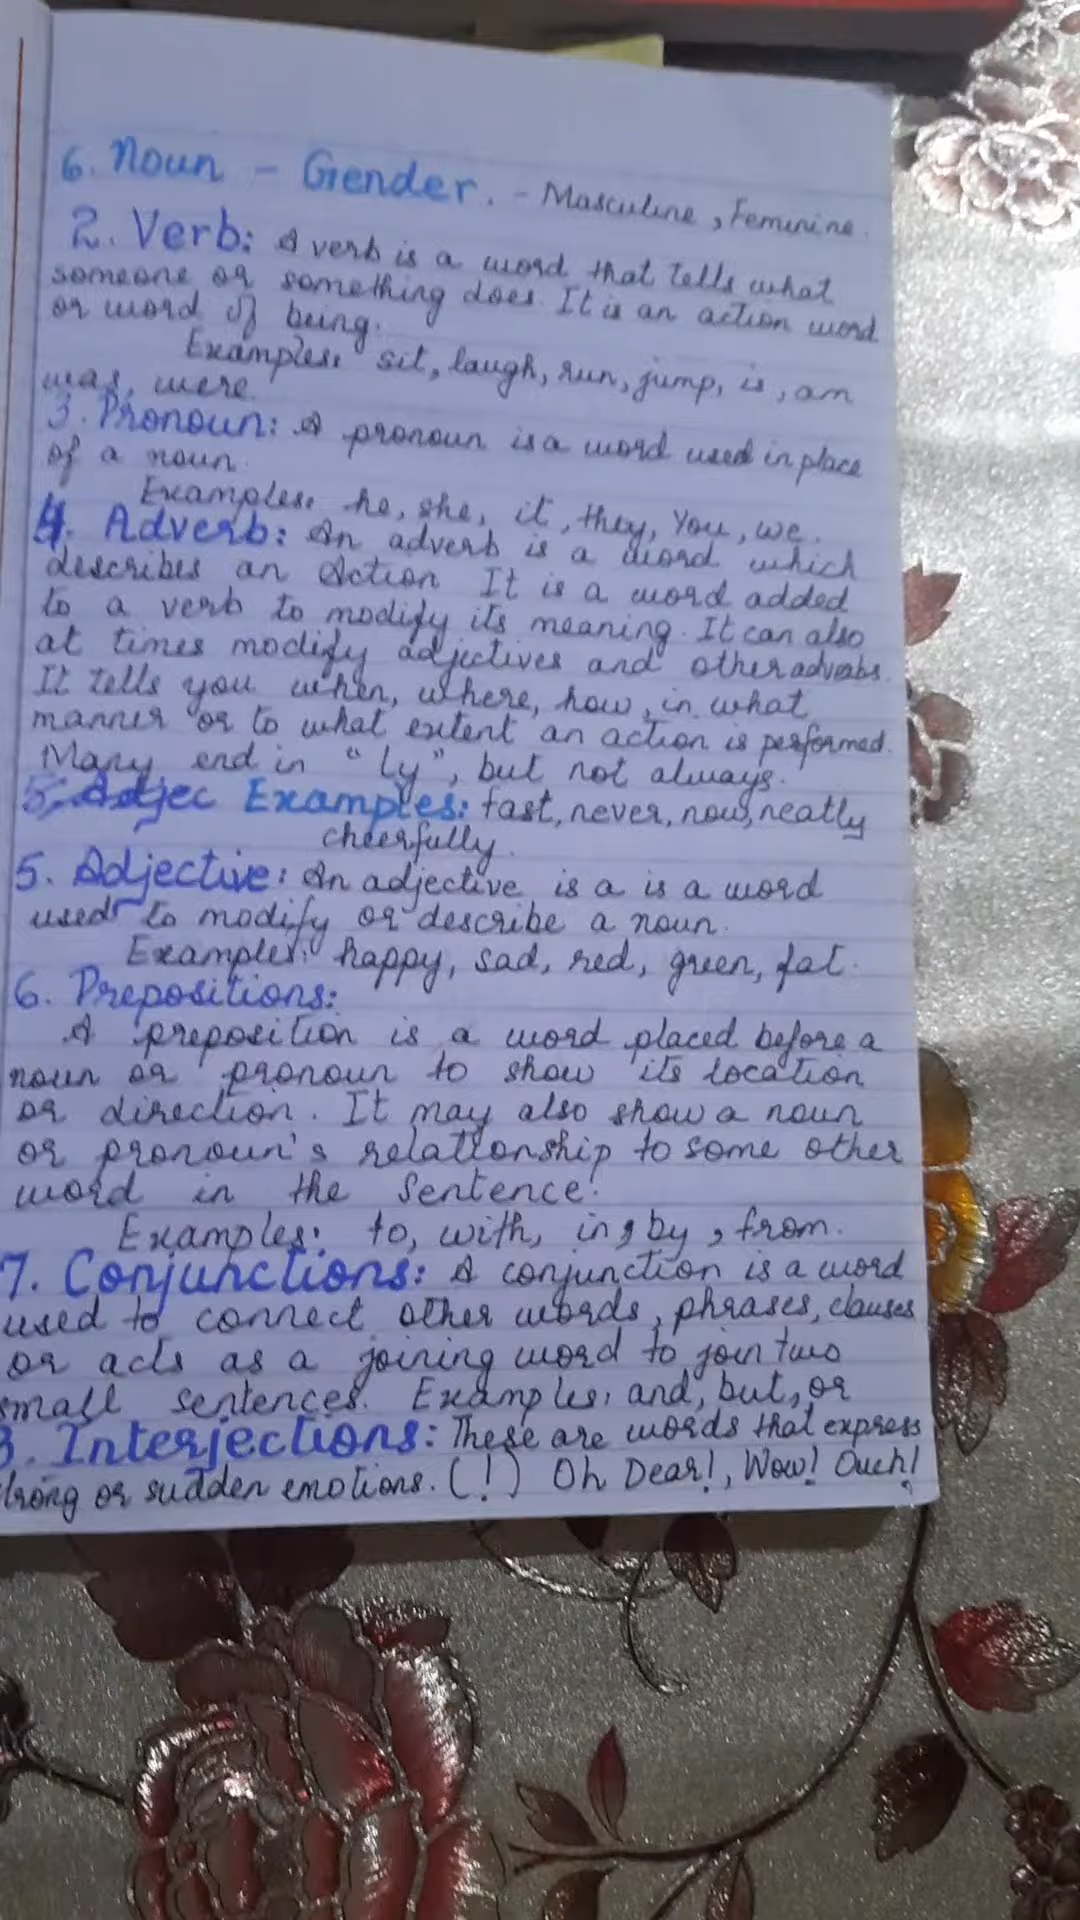 6. Noun - Gender. - Masculine, Feminine.
2. Verb: A verb is a word that tells what
someone or something does. It is an action word
or word of being.
Examples: sit, laugh, run, jump, is, am
was, were.
3. Pronoun: A pronoun is a word used in place
of a noun.
Examples: he, she, it, they, You, we.
4. Adverb: An adverb is a word which
describes an Action. It is a word added
to a verb to modify its meaning. It can also
at times modify adjectives and other adverbs.
It tells you when, where, how, in what
manner or to what extent an action is performed.
Many end in "ly", but not always.
5. Adjec Examples: fast, never, now, neatly
cheerfully.
5. Adjective: An adjective is a is a word
used to modify or describe a noun.
Examples: happy, sad, red, green, fat.
6. Prepositions:
A preposition is a word placed before a
noun or pronoun to show its location
or direction. It may also show a noun
or pronoun's relationship to some other
word in the Sentence.
Examples: to, with, in, by, from.
7. Conjunctions: A conjunction is a word
used to connect other words, phrases, clauses
or acts as a joining word to join two
small sentences. Examples: and, but, or
8. Interjections: These are words that express
strong or sudden emotions. (!) Oh Dear!, Wow! Ouch!